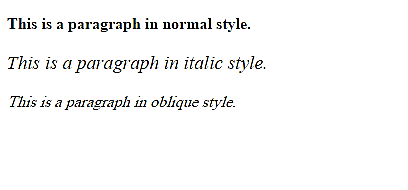 This is a paragraph in normal style.
This is a paragraph in italic style.
This is a paragraph in oblique style.